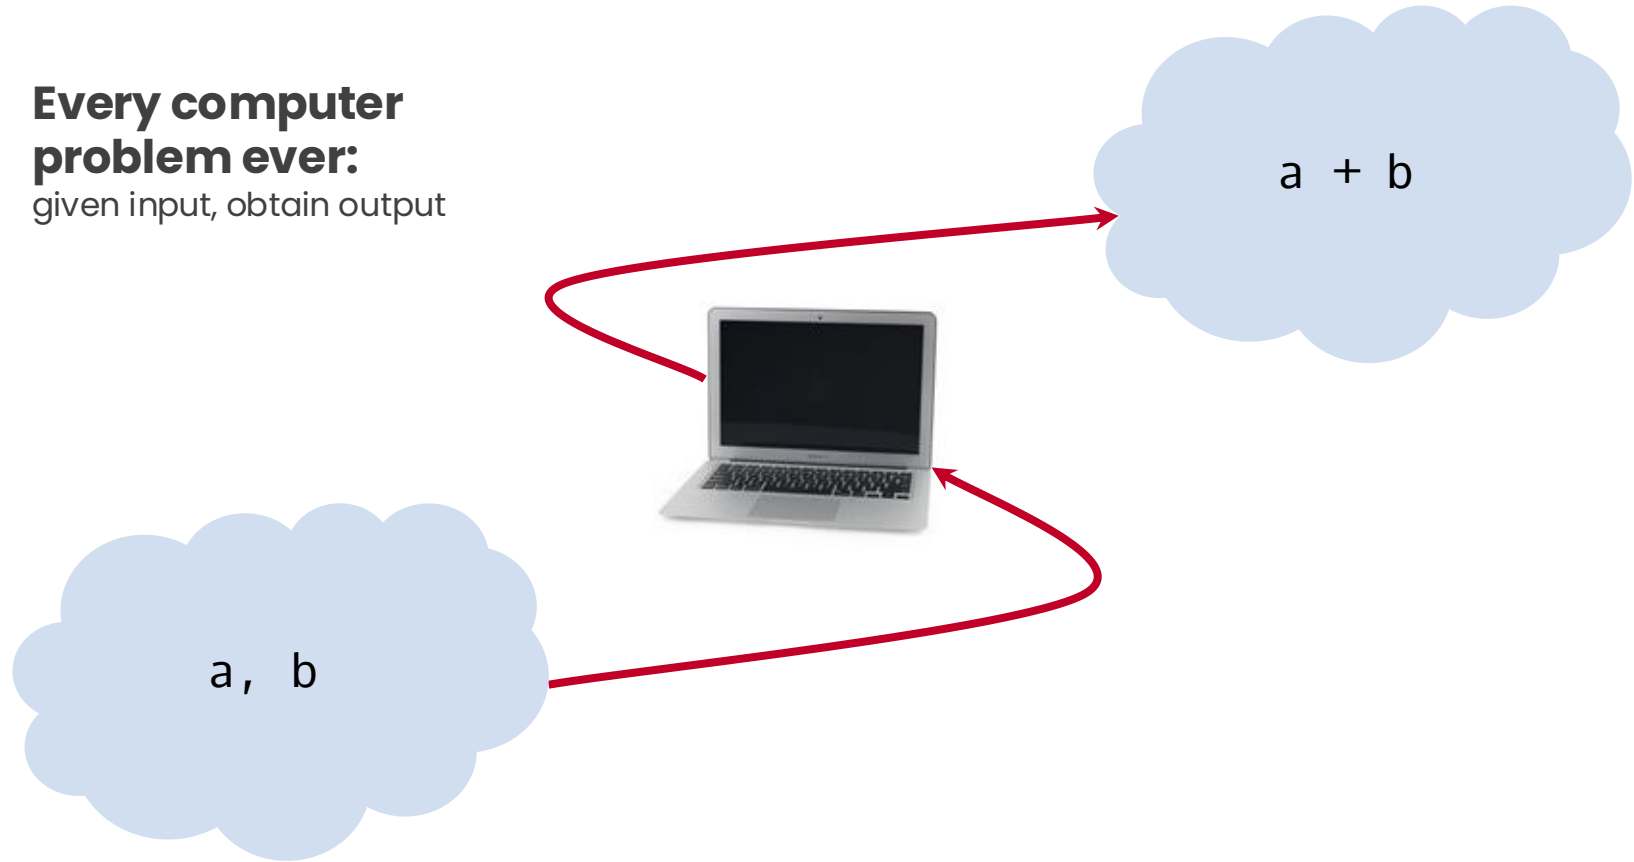 Every computer
problem ever:
given input, obtain output
a + b
a, b